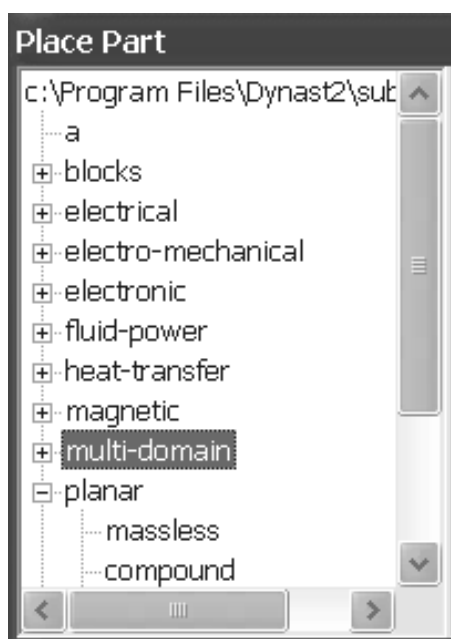 Place Part
c:\Program Files\Dynast2\sub
a
blocks
electrical
electro-mechanical
electronic
fluid-power
heat-transfer
magnetic
multi-domain
planar
massless
compound